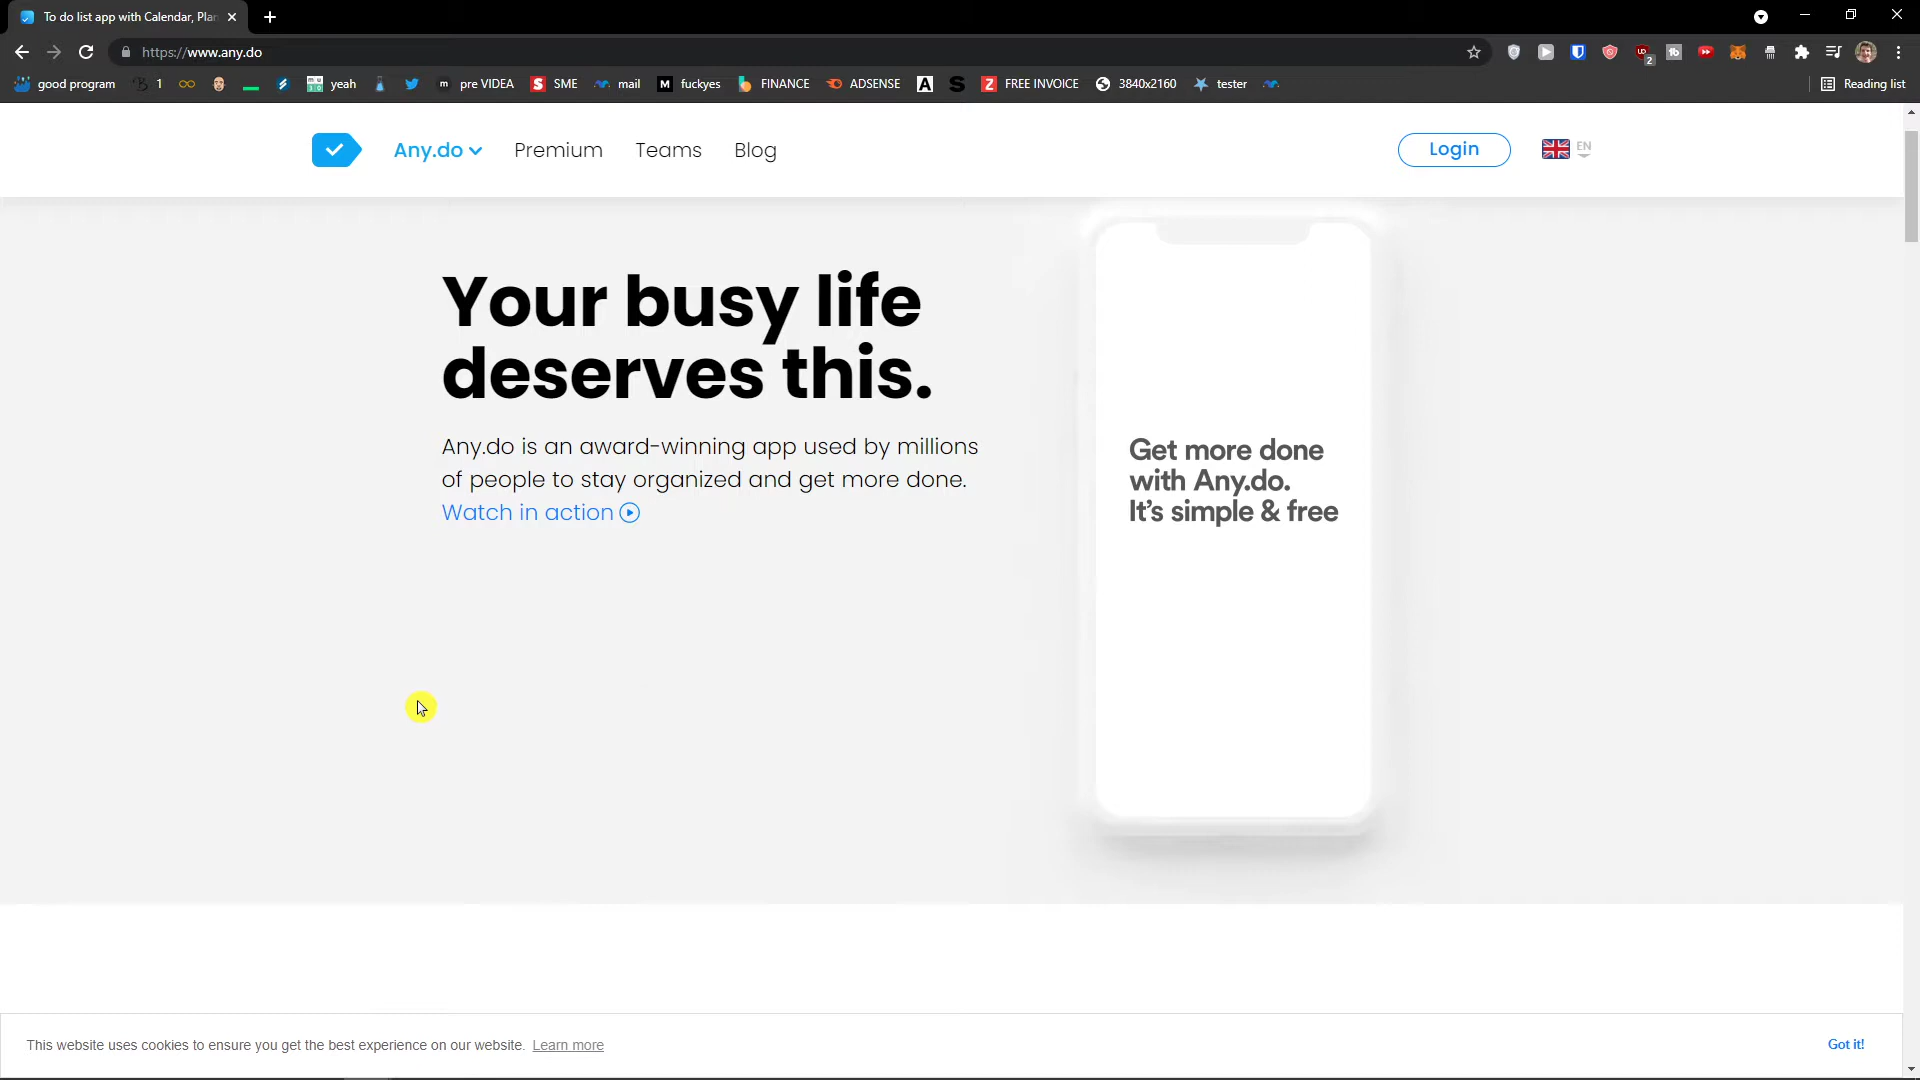 To do list app with Calendar, Plan
https://www.any.do
good program
1
yeah
pre VIDEA
SME
mail
fuckyes
FINANCE
ADSENSE
FREE INVOICE
3840x2160
tester
Reading list
Any.do
Premium
Teams
Blog
Login
EN
Your busy life
deserves this.
Any.do is an award-winning app used by millions
of people to stay organized and get more done.
Watch in action
Get more done
with Any.do.
It's simple & free
This website uses cookies to ensure you get the best experience on our website. Learn more
Got it!